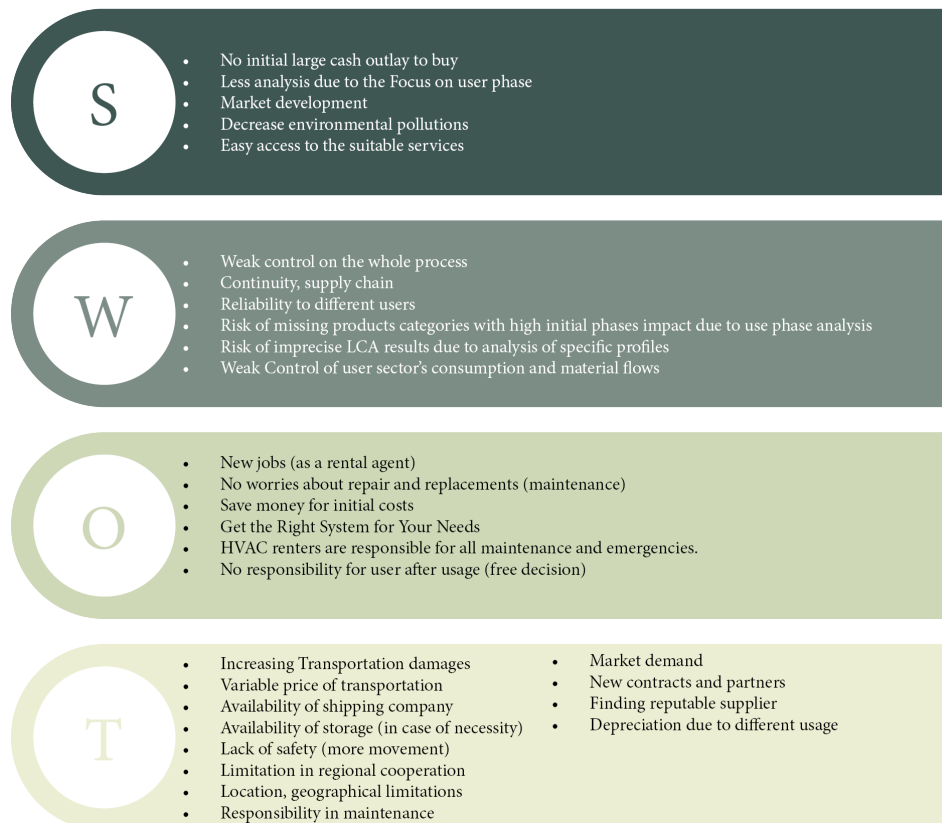 S
• No initial large cash outlay to buy
• Less analysis due to the Focus on user phase
• Market development
• Decrease environmental pollutions
• Easy access to the suitable services
W
• Weak control on the whole process
• Continuity, supply chain
• Reliability to different users
• Risk of missing products categories with high initial phases impact due to use phase analysis
• Risk of imprecise LCA results due to analysis of specific profiles
• Weak Control of user sector's consumption and material flows
O
• New jobs (as a rental agent)
• No worries about repair and replacements (maintenance)
• Save money for initial costs
• Get the Right System for Your Needs
• HVAC renters are responsible for all maintenance and emergencies.
• No responsibility for user after usage (free decision)
T
• Increasing Transportation damages
• Variable price of transportation
• Availability of shipping company
• Availability of storage (in case of necessity)
• Lack of safety (more movement)
• Limitation in regional cooperation
• Location, geographical limitations
• Responsibility in maintenance
• Market demand
• New contracts and partners
• Finding reputable supplier
• Depreciation due to different usage